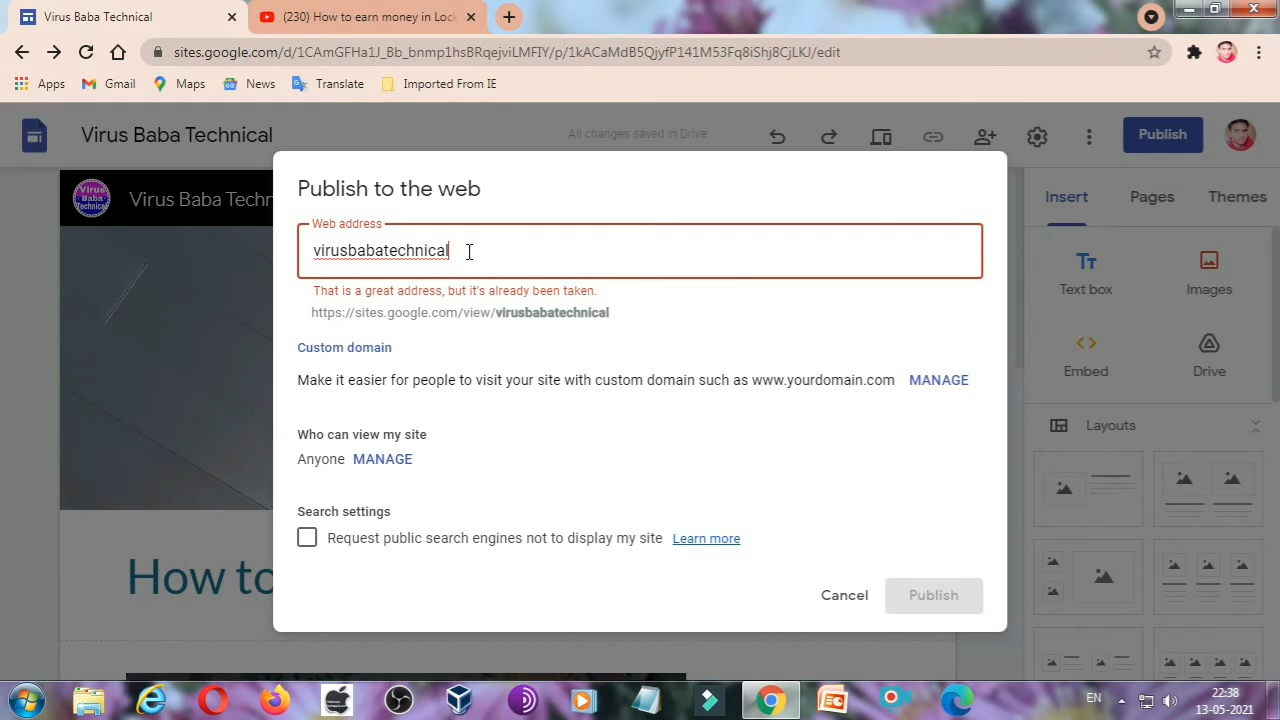 Virus Baba Technical
(230) How to earn money in Lock
sites.google.com/d/1CAmGFHa1J_Bb_bnmp1hsBRqejviLMFIY/p/1kACaMdB5QjyfP141M53Fq8iShj8CjLKJ/edit
Apps
Gmail
Maps
News
Translate
Imported From IE
Virus Baba Technical
All changes saved in Drive
Publish
Virus
Baba
Technical
Virus Baba Techn
Insert
Pages
Themes
Publish to the web
Web address
virusbabatechnical
That is a great address, but it's already been taken.
https://sites.google.com/view/virusbabatechnical
Custom domain
Make it easier for people to visit your site with custom domain such as www.yourdomain.com MANAGE
Who can view my site
Anyone MANAGE
Search settings
Request public search engines not to display my site Learn more
Cancel
Publish
Tt
Text box
Images
Embed
Drive
Layouts
How to
EN
22:38
13-05-2021